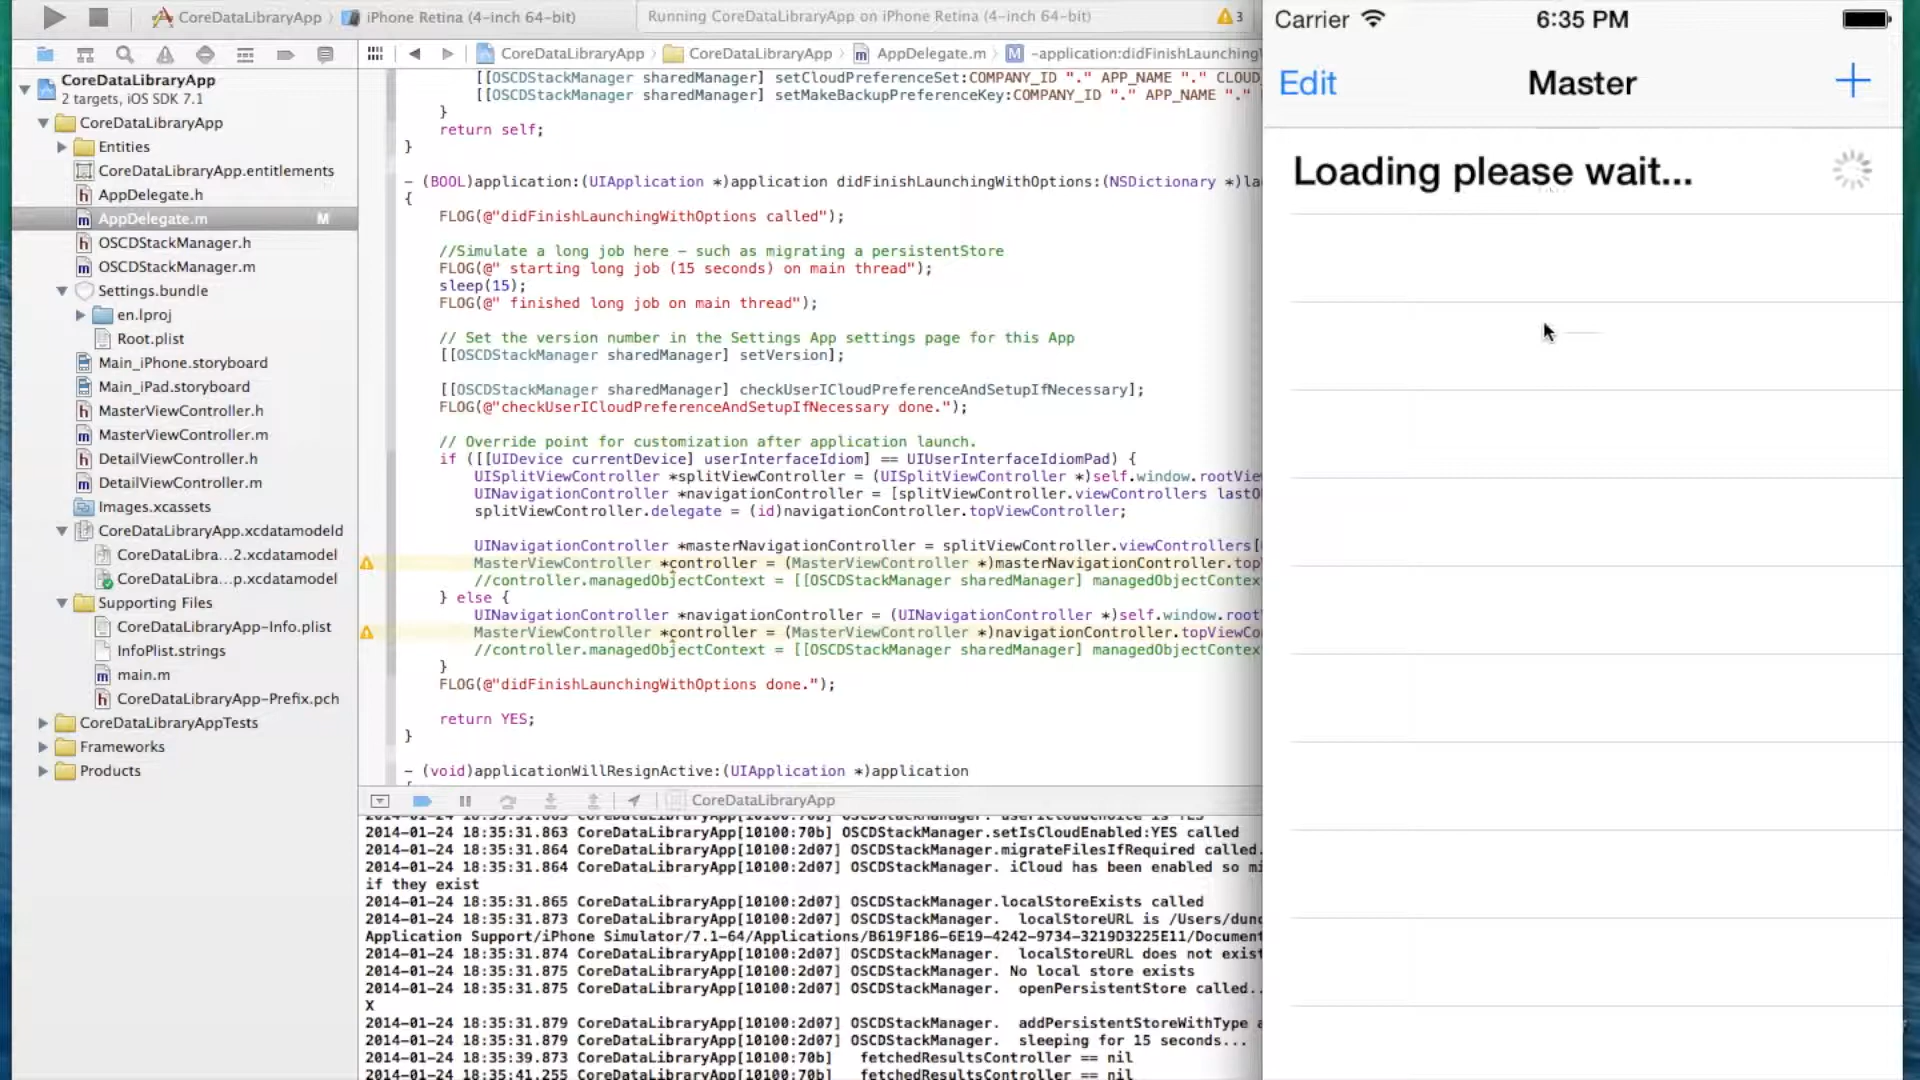 CoreDataLibraryApp
iPhone Retina (4-inch 64-bit)
Running CoreDataLibraryApp on iPhone Retina (4-inch 64-bit)
3
CoreDataLibraryApp
CoreDataLibraryApp
AppDelegate.m
M
-application:didFinishLaunching
CoreDataLibraryApp
2 targets, iOS SDK 7.1
CoreDataLibraryApp
Entities
CoreDataLibraryApp.entitlements
AppDelegate.h
AppDelegate.m
M
OSCDStackManager.h
OSCDStackManager.m
Settings.bundle
en.lproj
Root.plist
Main_iPhone.storyboard
Main_iPad.storyboard
MasterViewController.h
MasterViewController.m
DetailViewController.h
DetailViewController.m
Images.xcassets
CoreDataLibraryApp.xcdatamodeld
CoreDataLibra...2.xcdatamodel
CoreDataLibra...p.xcdatamodel
Supporting Files
CoreDataLibraryApp-Info.plist
InfoPlist.strings
main.m
CoreDataLibraryApp-Prefix.pch
CoreDataLibraryAppTests
Frameworks
Products
[[OSCDStackManager sharedManager] setCloudPreferenceSet:COMPANY_ID "." APP_NAME "." CLOUD_
[[OSCDStackManager sharedManager] setMakeBackupPreferenceKey:COMPANY_ID "." APP_NAME "."
}
return self;
}
- (BOOL)application:(UIApplication *)application didFinishLaunchingWithOptions:(NSDictionary *)la
{
FLOG(@"didFinishLaunchingWithOptions called");
//Simulate a long job here - such as migrating a persistentStore
FLOG(@" starting long job (15 seconds) on main thread");
sleep(15);
FLOG(@" finished long job on main thread");
// Set the version number in the Settings App settings page for this App
[[OSCDStackManager sharedManager] setVersion];
[[OSCDStackManager sharedManager] checkUserICloudPreferenceAndSetupIfNecessary];
FLOG(@"checkUserICloudPreferenceAndSetupIfNecessary done.");
// Override point for customization after application launch.
if ([[UIDevice currentDevice] userInterfaceIdiom] == UIUserInterfaceIdiomPad) {
UISplitViewController *splitViewController = (UISplitViewController *)self.window.rootVie
UINavigationController *navigationController = [splitViewController.viewControllers lastO
splitViewController.delegate = (id)navigationController.topViewController;
UINavigationController *masterNavigationController = splitViewController.viewControllers[
MasterViewController *controller = (MasterViewController *)masterNavigationController.top
//controller.managedObjectContext = [[OSCDStackManager sharedManager] managedObjectContex
} else {
UINavigationController *navigationController = (UINavigationController *)self.window.root
MasterViewController *controller = (MasterViewController *)navigationController.topViewCo
//controller.managedObjectContext = [[OSCDStackManager sharedManager] managedObjectContex
}
FLOG(@"didFinishLaunchingWithOptions done.");
return YES;
}
- (void)applicationWillResignActive:(UIApplication *)application
CoreDataLibraryApp
2014-01-24 18:35:31.863 CoreDataLibraryApp[10100:70b] OSCDStackManager.setIsCloudEnabled:YES called
2014-01-24 18:35:31.864 CoreDataLibraryApp[10100:2d07] OSCDStackManager.migrateFilesIfRequired called.
2014-01-24 18:35:31.864 CoreDataLibraryApp[10100:2d07] OSCDStackManager. iCloud has been enabled so mi
if they exist
2014-01-24 18:35:31.865 CoreDataLibraryApp[10100:2d07] OSCDStackManager.localStoreExists called
2014-01-24 18:35:31.873 CoreDataLibraryApp[10100:2d07] OSCDStackManager.  localStoreURL is /Users/dunc
Application Support/iPhone Simulator/7.1-64/Applications/B619F186-6E19-4242-9734-3219D3225E11/Document
2014-01-24 18:35:31.874 CoreDataLibraryApp[10100:2d07] OSCDStackManager.  localStoreURL does not exist
2014-01-24 18:35:31.875 CoreDataLibraryApp[10100:2d07] OSCDStackManager. No local store exists
2014-01-24 18:35:31.875 CoreDataLibraryApp[10100:2d07] OSCDStackManager.  openPersistentStore called..
X
2014-01-24 18:35:31.879 CoreDataLibraryApp[10100:2d07] OSCDStackManager.  addPersistentStoreWithType a
2014-01-24 18:35:31.879 CoreDataLibraryApp[10100:2d07] OSCDStackManager.  sleeping for 15 seconds...
2014-01-24 18:35:39.873 CoreDataLibraryApp[10100:70b]   fetchedResultsController == nil
2014-01-24 18:35:41.255 CoreDataLibraryApp[10100:70b]   fetchedResultsController == nil
Carrier
6:35 PM
Edit
Master
+
Loading please wait...